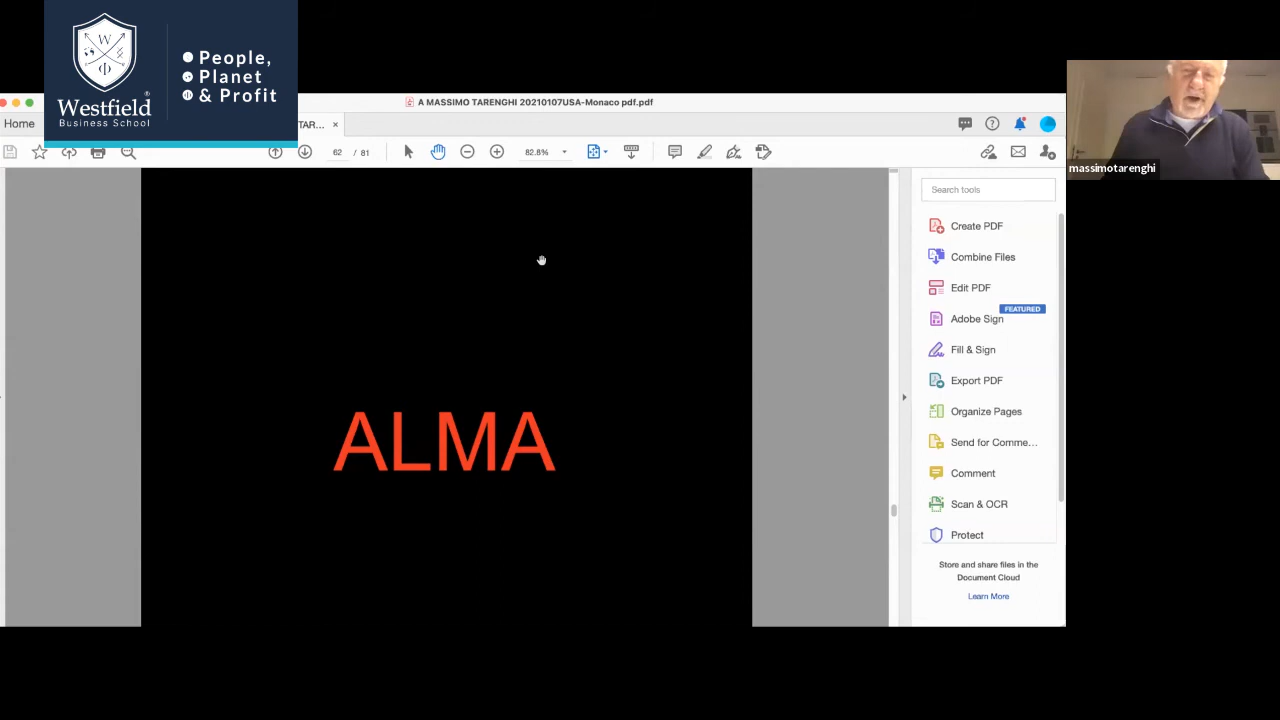 W
Φ
Westfield®
Business School
People,
Planet
& Profit
A MASSIMO TARENGHI 20210107USA-Monaco pdf.pdf
Home
TAR... ×
62 / 81
82.8%
massimotarenghi
ALMA
Search tools
Create PDF
Combine Files
Edit PDF
FEATURED
Adobe Sign
Fill & Sign
Export PDF
Organize Pages
Send for Comme...
Comment
Scan & OCR
Protect
Store and share files in the
Document Cloud
Learn More